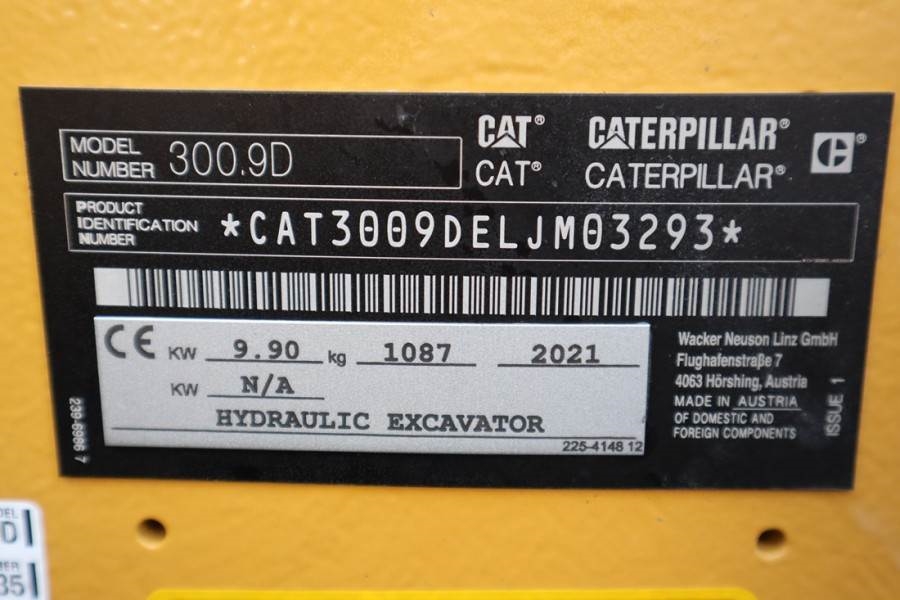 MODEL NUMBER 300.9D
CAT® CATERPILLAR®
CAT® CATERPILLAR®
PRODUCT IDENTIFICATION NUMBER *CAT3009DELJM03293*
CE KW 9.90 kg 1087 2021
KW N/A
HYDRAULIC EXCAVATOR
225-4148 12
Wacker Neuson Linz GmbH
Flughafenstraße 7
4063 Hörshing, Austria
MADE IN AUSTRIA
OF DOMESTIC AND
FOREIGN COMPONENTS
ISSUE 1
239-6986 7
D
35